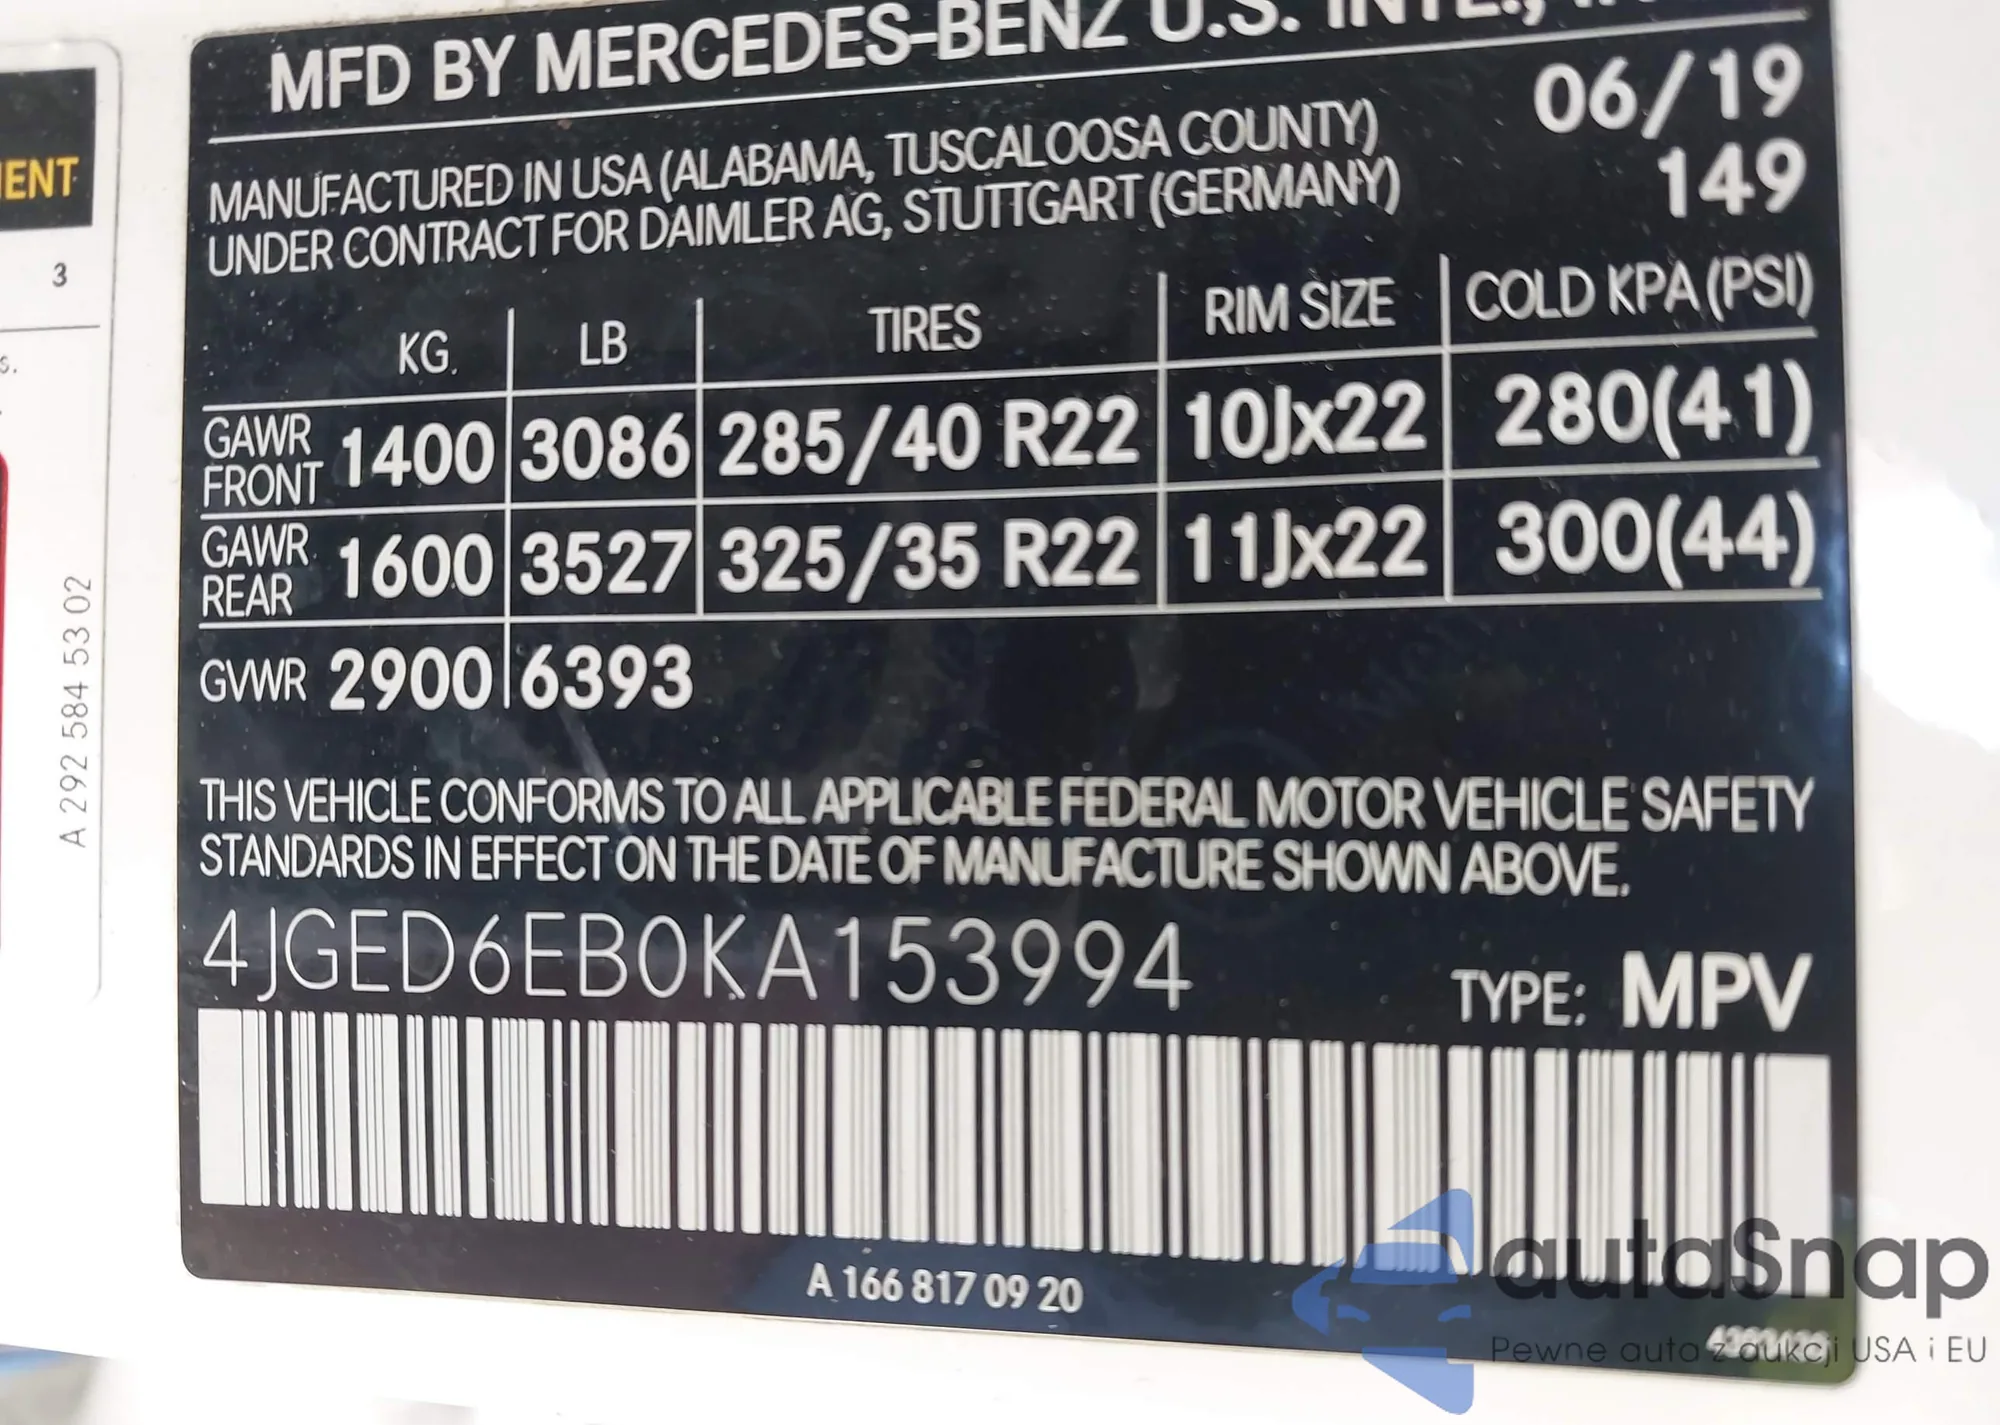 MFD BY MERCEDES-BENZ U.S. INTL.,
06/19
MANUFACTURED IN USA (ALABAMA, TUSCALOOSA COUNTY)
UNDER CONTRACT FOR DAIMLER AG, STUTTGART (GERMANY)
149
KG. LB TIRES RIM SIZE COLD KPA (PSI)
GAWR FRONT 1400 3086 285/40 R22 10Jx22 280(41)
GAWR REAR 1600 3527 325/35 R22 11Jx22 300(44)
GVWR 2900 6393
THIS VEHICLE CONFORMS TO ALL APPLICABLE FEDERAL MOTOR VEHICLE SAFETY
STANDARDS IN EFFECT ON THE DATE OF MANUFACTURE SHOWN ABOVE.
4JGED6EB0KA153994
TYPE: MPV
A 166 817 09 20
3
A 292 584 53 02
autaSnap
Pewne auta z aukcji USA i EU